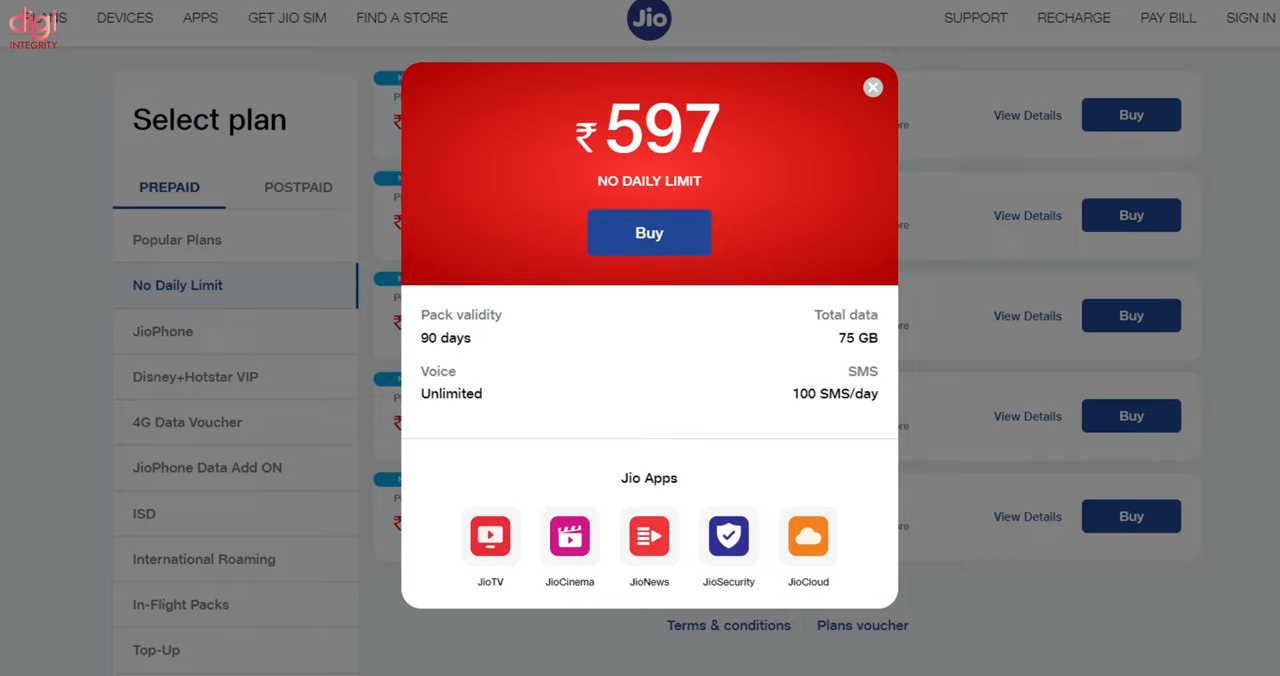 digi
INTEGRITY
DEVICES
APPS
GET JIO SIM
FIND A STORE
Jio
SUPPORT
RECHARGE
PAY BILL
SIGN IN
Select plan
PREPAID
POSTPAID
Popular Plans
No Daily Limit
JioPhone
Disney+Hotstar VIP
4G Data Voucher
JioPhone Data Add ON
ISD
International Roaming
In-Flight Packs
Top-Up
₹597
NO DAILY LIMIT
Buy
Pack validity
90 days
Total data
75 GB
Voice
Unlimited
SMS
100 SMS/day
Jio Apps
JioTV
JioCinema
JioNews
JioSecurity
JioCloud
View Details
Buy
View Details
Buy
View Details
Buy
View Details
Buy
View Details
Buy
Terms & conditions
Plans voucher